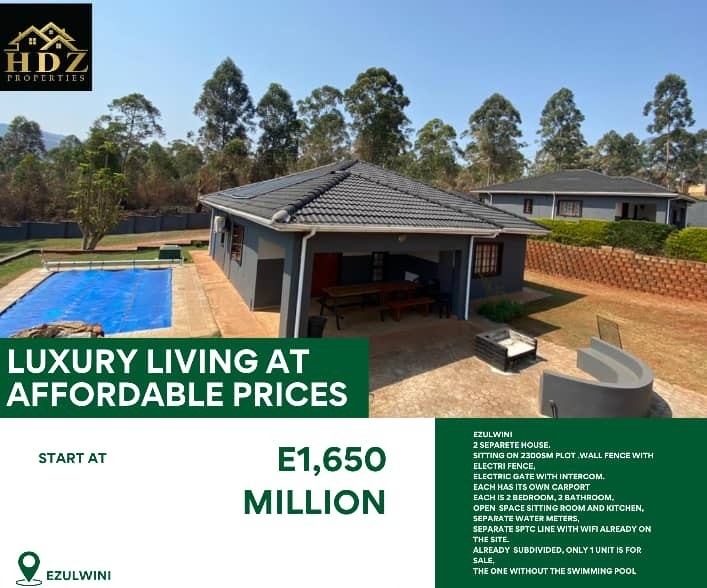 HDZ
PROPERTIES
LUXURY LIVING AT
AFFORDABLE PRICES
START AT
E1,650
MILLION
EZULWINI
EZULWINI
2 SEPARETE HOUSE.
SITTING ON 2300SM PLOT .WALL FENCE WITH
ELECTRI FENCE,
ELECTRIC GATE WITH INTERCOM.
EACH HAS ITS OWN CARPORT
EACH IS 2 BEDROOM, 2 BATHROOM,
OPEN SPACE SITTING ROOM AND KITCHEN,
SEPARATE WATER METERS,
SEPARATE SPTC LINE WITH WIFI ALREADY ON
THE SITE.
ALREADY SUBDIVIDED, ONLY 1 UNIT IS FOR
SALE,
THE ONE WITHOUT THE SWIMMING POOL